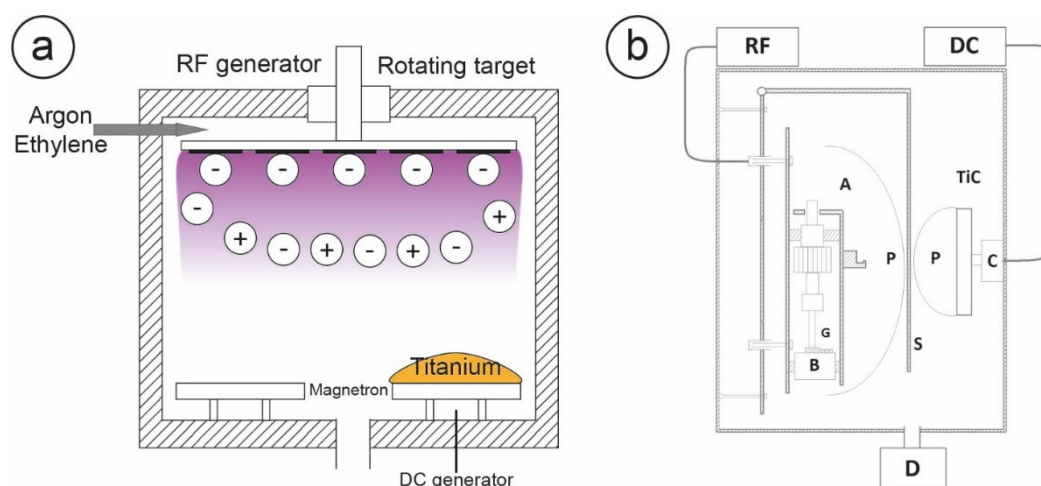 a
RF generator
Rotating target
Argon
Ethylene
-
-
-
-
-
-
+
+
-
+
-
+
-
Titanium
Magnetron
DC generator
b
RF
DC
A
TiC
P
P
C
G
S
B
D